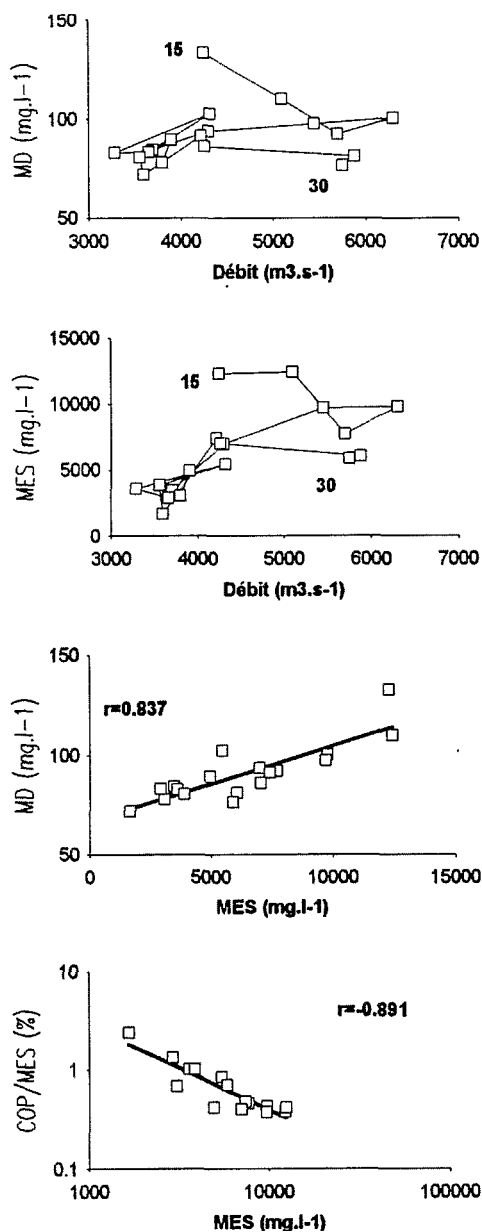 150
15
100
MD (mg.l-1)
30
50
3000 4000 5000 6000 7000
Débit (m3.s-1)
15000
15
10000
MES (mg.l-1)
5000
30
0
3000 4000 5000 6000 7000
Débit (m3.s-1)
150
r=0.837
MD (mg.l-1)
100
50
0 5000 10000 15000
MES (mg.l-1)
10
r=-0.891
COP/MES (%)
1
0.1
1000 10000 100000
MES (mg.l-1)